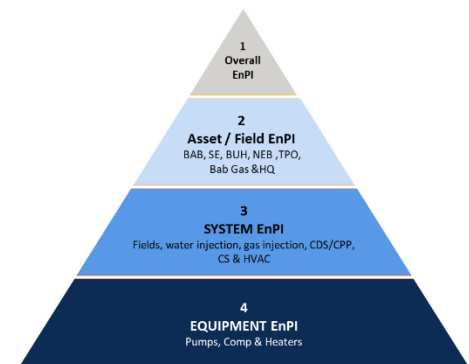 1
Overall
EnPI
2
Asset / Field EnPI
BAB, SE, BUH, NEB ,TPO,
Bab Gas &HQ
3
SYSTEM EnPI
Fields, water injection, gas injection, CDS/CPP,
CS & HVAC
4
EQUIPMENT EnPI
Pumps, Comp & Heaters